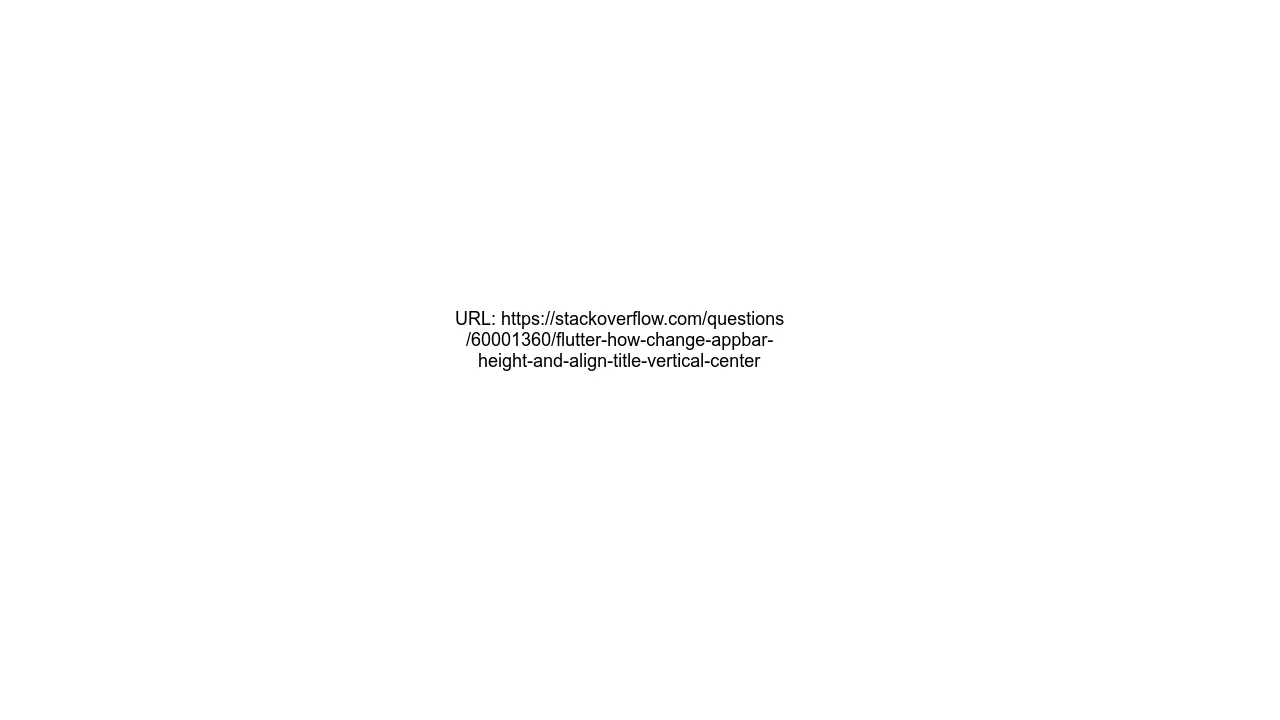 URL: https://stackoverflow.com/questions
/60001360/flutter-how-change-appbar-
height-and-align-title-vertical-center